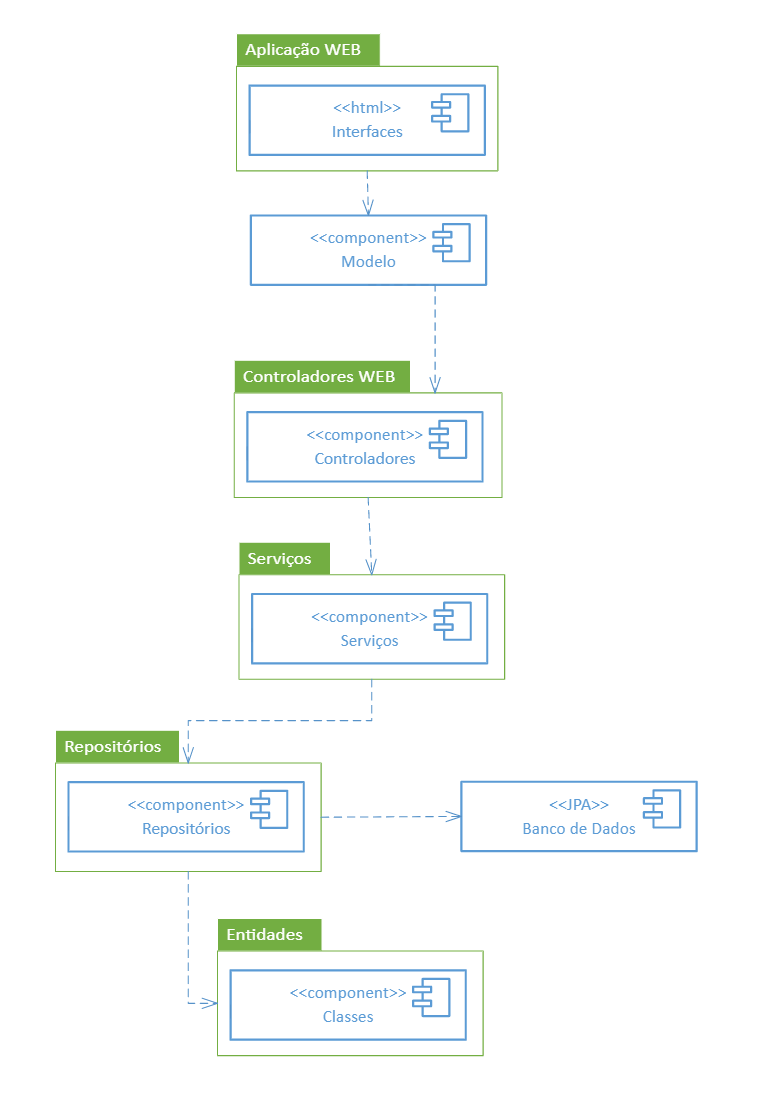 Aplicação WEB
<<html>>
Interfaces
<<component>>
Modelo
Controladores WEB
<<component>>
Controladores
Serviços
<<component>>
Serviços
Repositórios
<<component>>
Repositórios
<<JPA>>
Banco de Dados
Entidades
<<component>>
Classes